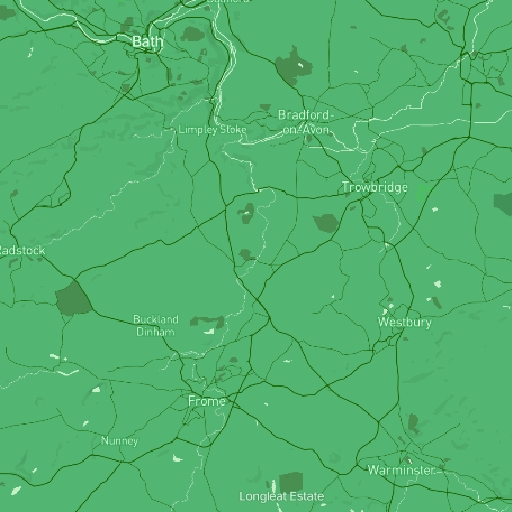 Bath
Limpley Stoke
Bradford-
on-Avon
Trowbridge
Radstock
Buckland
Dinham
Westbury
Frome
Nunney
Warminster
Longleat Estate